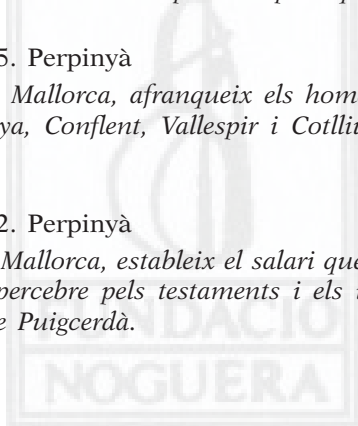 5. Perpinyà
Mallorca, afranqueix els hom
ya, Conflent, Vallespir i Cotlliu
2. Perpinyà
Mallorca, estableix el salari que
percebre pels testaments i els i
e Puigcerdà.
FUNDACIÓ
NOGUERA